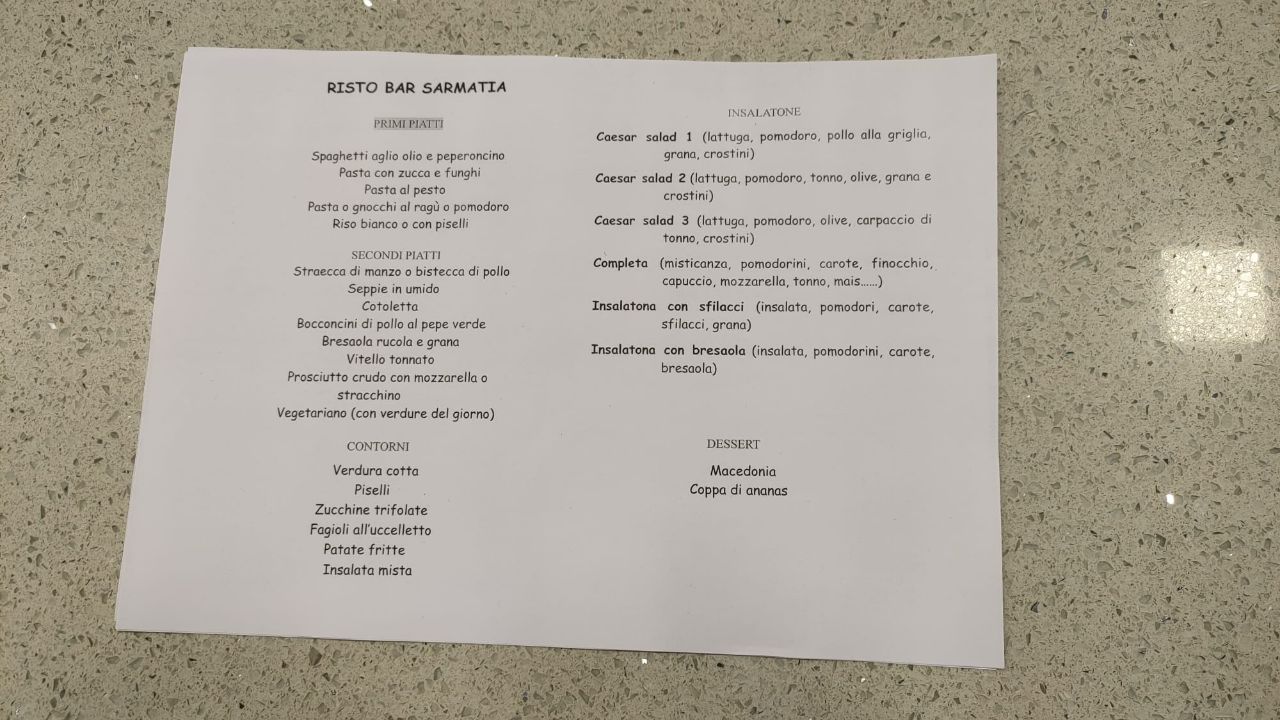 RISTO BAR SARMATIA
PRIMI PIATTI
Spaghetti aglio olio e peperoncino
Pasta con zucca e funghi
Pasta al pesto
Pasta o gnocchi al ragù o pomodoro
Riso bianco o con piselli
SECONDI PIATTI
Straecca di manzo o bistecca di pollo
Seppie in umido
Cotoletta
Bocconcini di pollo al pepe verde
Bresaola rucola e grana
Vitello tonnato
Prosciutto crudo con mozzarella o
stracchino
Vegetariano (con verdure del giorno)
CONTORNI
Verdura cotta
Piselli
Zucchine trifolate
Fagioli all'uccelletto
Patate fritte
Insalata mista
INSALATONE
Caesar salad 1 (lattuga, pomodoro, pollo alla griglia,
grana, crostini)
Caesar salad 2 (lattuga, pomodoro, tonno, olive, grana e
crostini)
Caesar salad 3 (lattuga, pomodoro, olive, carpaccio di
tonno, crostini)
Completa (misticanza, pomodorini, carote, finocchio,
capuccio, mozzarella, tonno, mais……)
Insalatona con sfilacci (insalata, pomodori, carote,
sfilacci, grana)
Insalatona con bresaola (insalata, pomodorini, carote,
bresaola)
DESSERT
Macedonia
Coppa di ananas